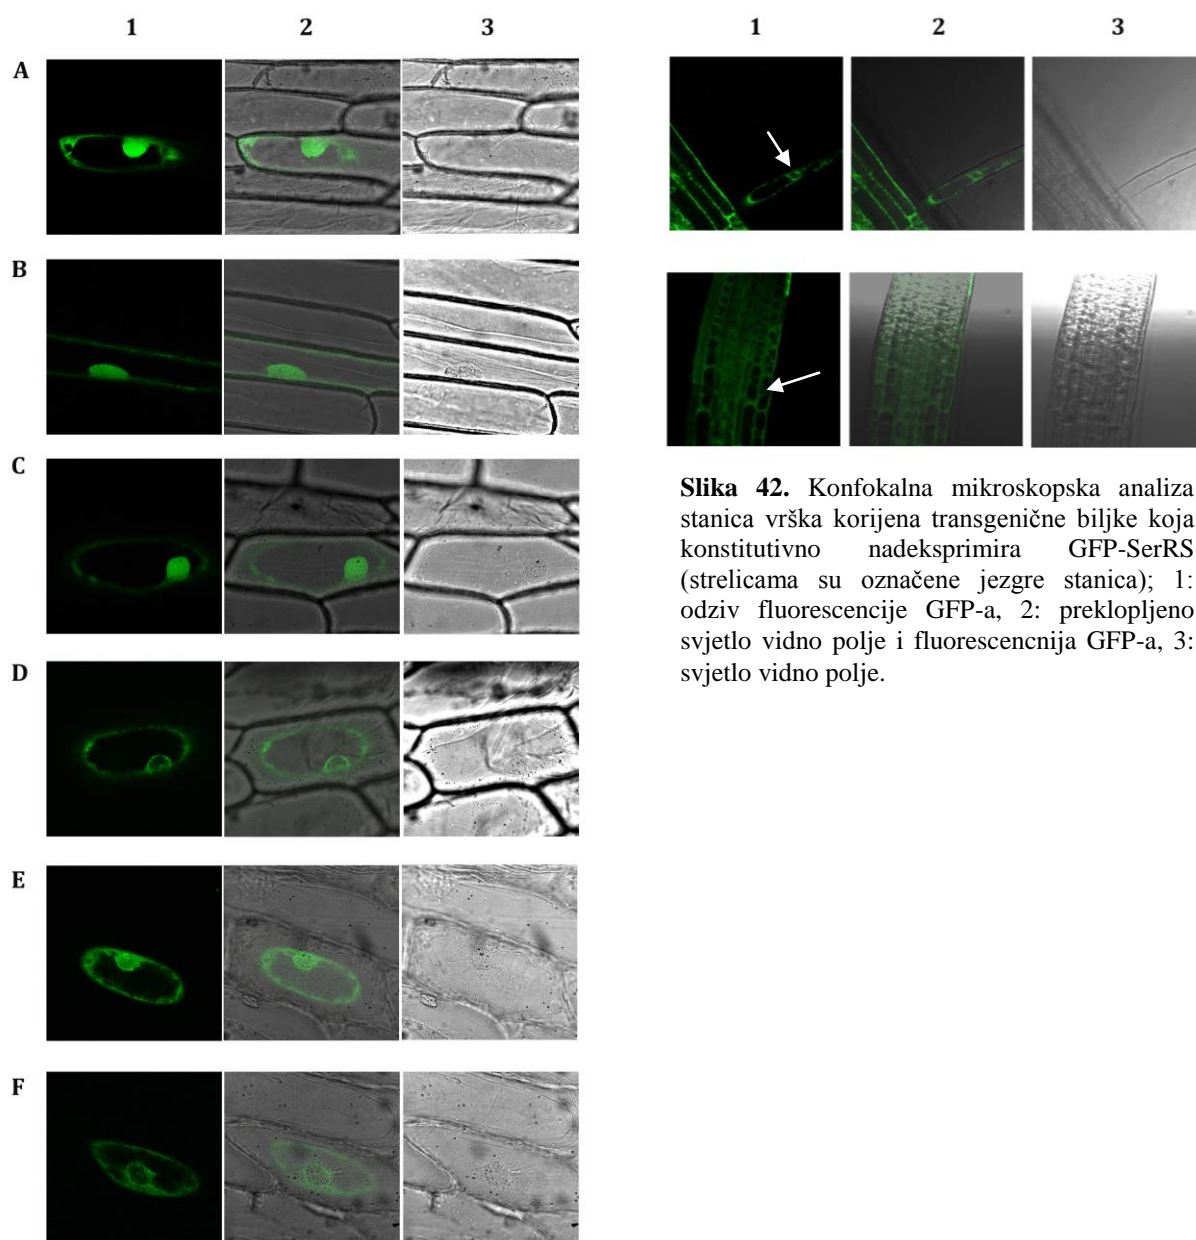 1 2 3
A
B
C
D
E
F
1 2 3
Slika 42. Konfokalna mikroskopska analiza
stanica vrška korijena transgenične biljke koja
konstitutivno nadeksprimira GFP-SerRS
(strelicama su označene jezgre stanica); 1:
odziv fluorescencije GFP-a, 2: preklopljeno
svjetlo vidno polje i fluorescencnija GFP-a, 3:
svjetlo vidno polje.